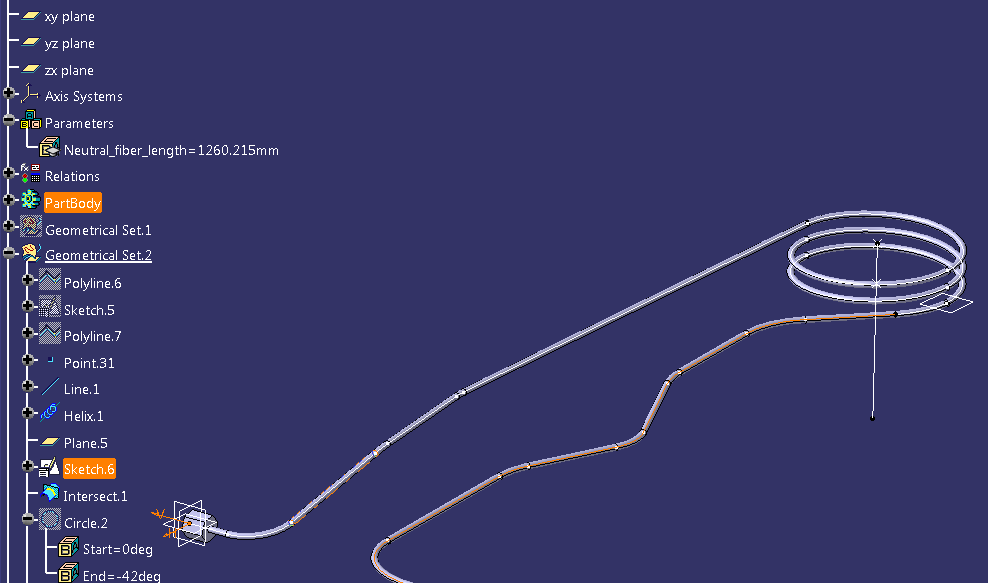 xy plane
yz plane
zx plane
Axis Systems
Parameters
Neutral_fiber_length=1260.215mm
Relations
PartBody
Geometrical Set.1
Geometrical Set.2
Polyline.6
Sketch.5
Polyline.7
Point.31
Line.1
Helix.1
Plane.5
Sketch.6
Intersect.1
Circle.2
Start=0deg
End=-42deg